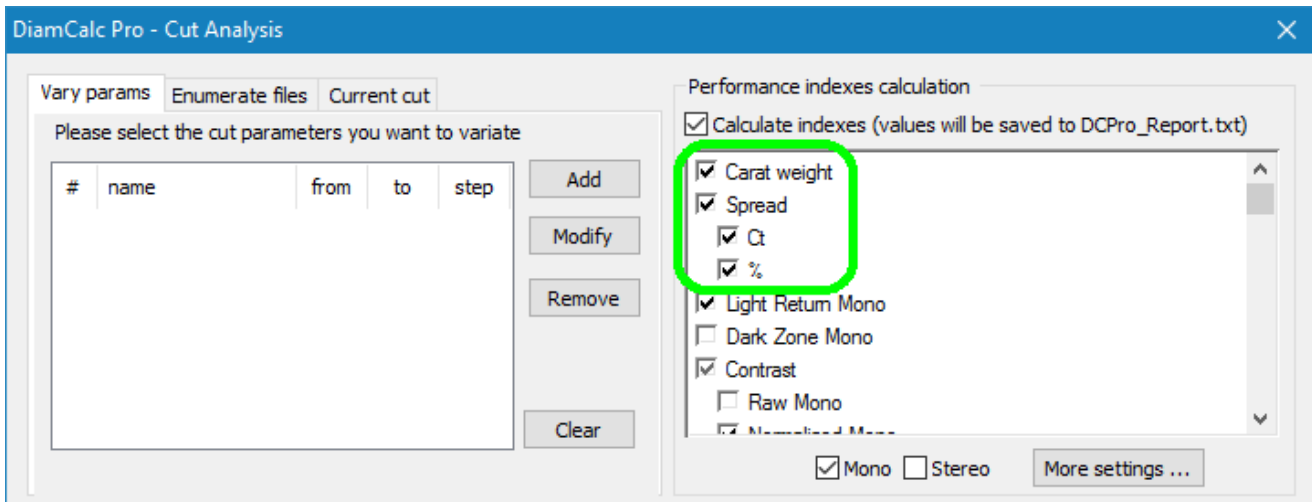 DiamCalc Pro - Cut Analysis
Vary params Enumerate files Current cut
Please select the cut parameters you want to variate
# name from to step
Add
Modify
Remove
Clear
Performance indexes calculation
Calculate indexes (values will be saved to DCPro_Report.txt)
Carat weight
Spread
Ct
%
Light Return Mono
Dark Zone Mono
Contrast
Raw Mono
Normalized Mono
Mono Stereo More settings ...